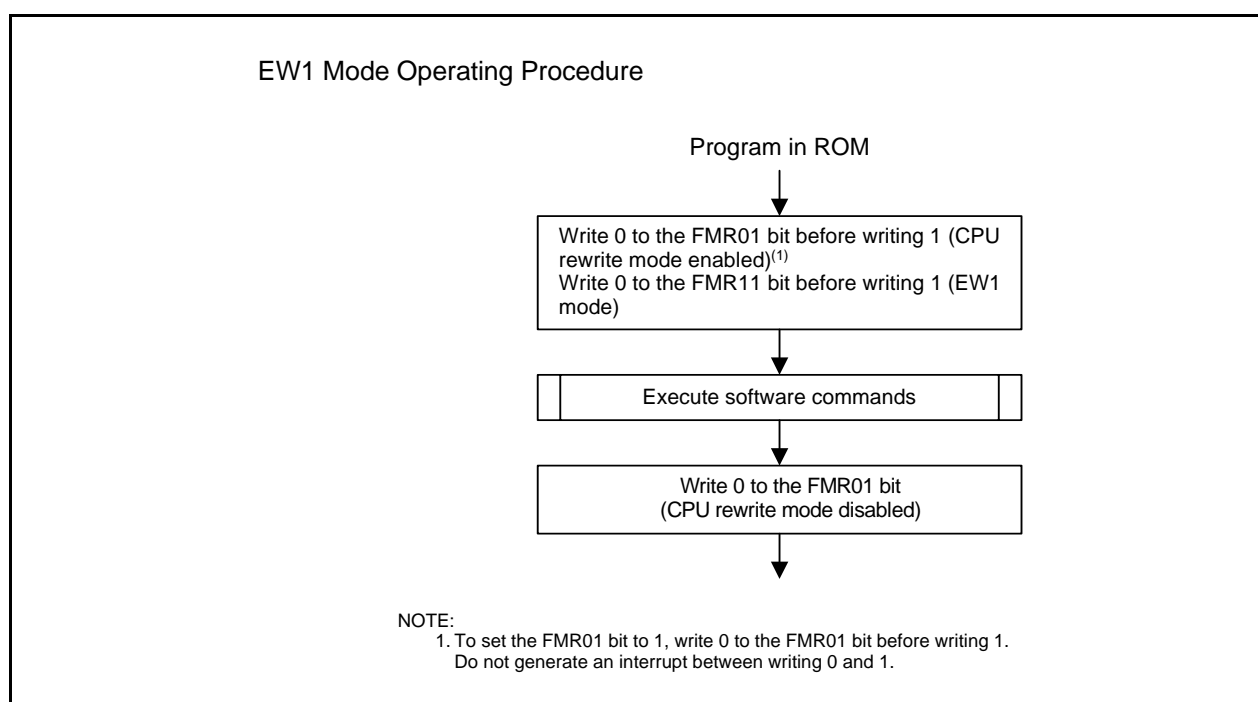 EW1 Mode Operating Procedure
Program in ROM
Write 0 to the FMR01 bit before writing 1 (CPU
rewrite mode enabled)(1)
Write 0 to the FMR11 bit before writing 1 (EW1
mode)
Execute software commands
Write 0 to the FMR01 bit
(CPU rewrite mode disabled)
NOTE:
1. To set the FMR01 bit to 1, write 0 to the FMR01 bit before writing 1.
Do not generate an interrupt between writing 0 and 1.